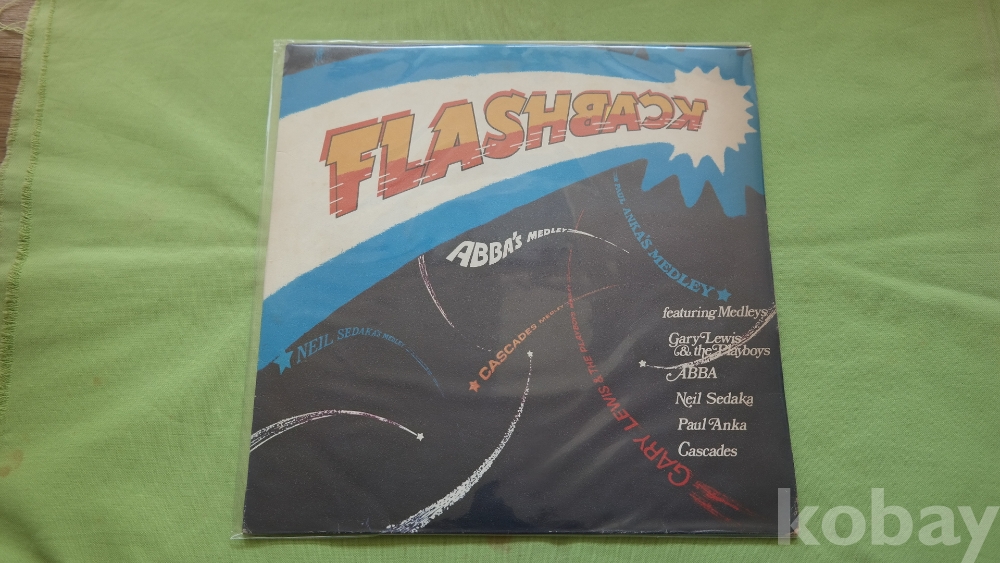 FLASHBACK
ABBA'S MEDLEY
PAUL ANKA'S MEDLEY
NEIL SEDAKA'S MEDLEY
CASCADES MEDLEY
GARY LEWIS & THE PLAYBOY'S
featuring Medleys
Gary Lewis
& the Playboys
ABBA
Neil Sedaka
Paul Anka
Cascades
kobay